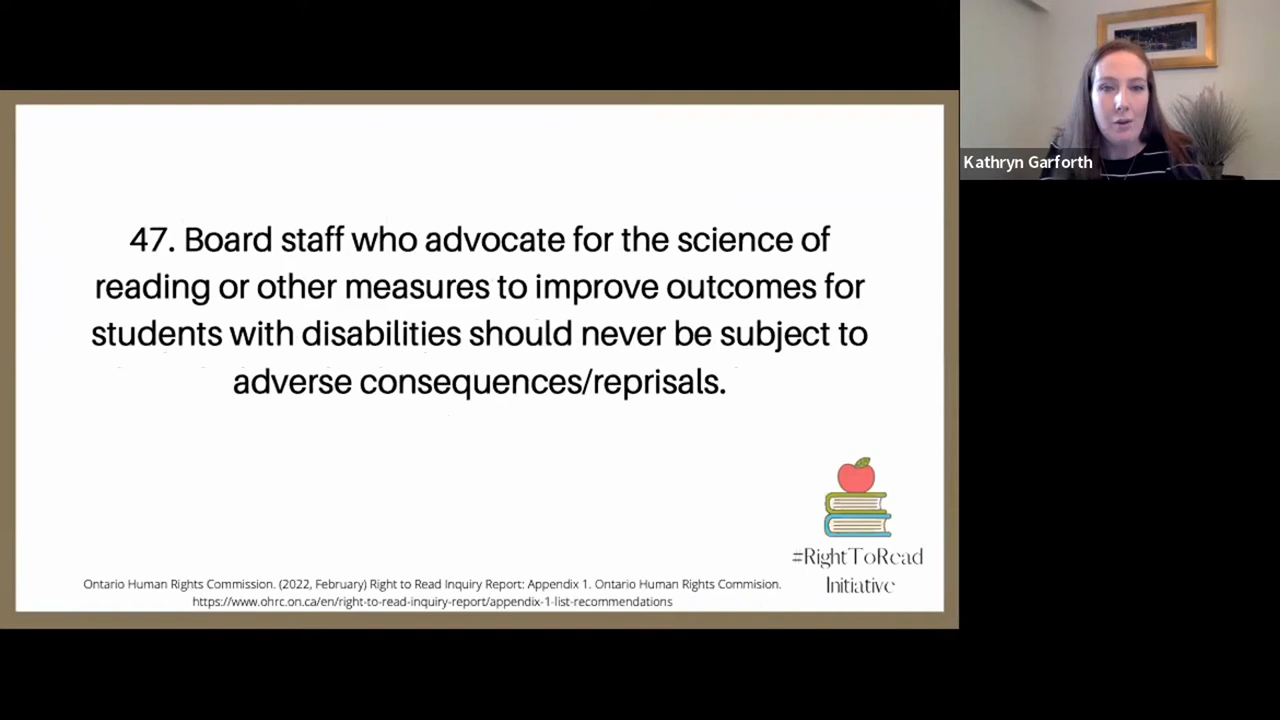 47. Board staff who advocate for the science of
reading or other measures to improve outcomes for
students with disabilities should never be subject to
adverse consequences/reprisals.
#RightToRead
Initiative
Ontario Human Rights Commission. (2022, February) Right to Read Inquiry Report: Appendix 1. Ontario Human Rights Commision.
https://www.ohrc.on.ca/en/right-to-read-inquiry-report/appendix-1-list-recommendations
Kathryn Garforth